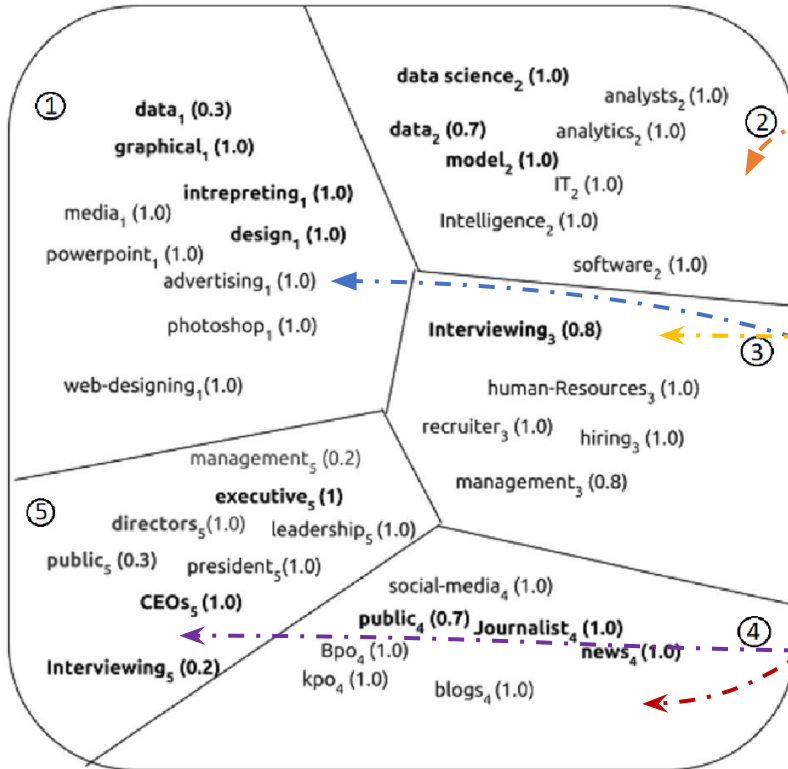 ①
data₁ (0.3)
graphical₁ (1.0)
intrepreting₁ (1.0)
media₁ (1.0)
design₁ (1.0)
powerpoint₁ (1.0)
advertising₁ (1.0)
photoshop₁ (1.0)
web-designing₁(1.0)
②
data science₂ (1.0)
analysts₂ (1.0)
data₂ (0.7)
analytics₂ (1.0)
model₂ (1.0)
IT₂ (1.0)
Intelligence₂ (1.0)
software₂ (1.0)
③
Interviewing₃ (0.8)
human-Resources₃ (1.0)
recruiter₃ (1.0)
hiring₃ (1.0)
management₃ (0.8)
⑤
management₅ (0.2)
executive₅ (1)
directors₅(1.0)
leadership₅ (1.0)
public₅ (0.3)
president₅(1.0)
CEOs₅ (1.0)
Interviewing₅ (0.2)
④
social-media₄ (1.0)
public₄ (0.7)
Journalist₄ (1.0)
Bpo₄ (1.0)
news₄ (1.0)
kpo₄ (1.0)
blogs₄ (1.0)